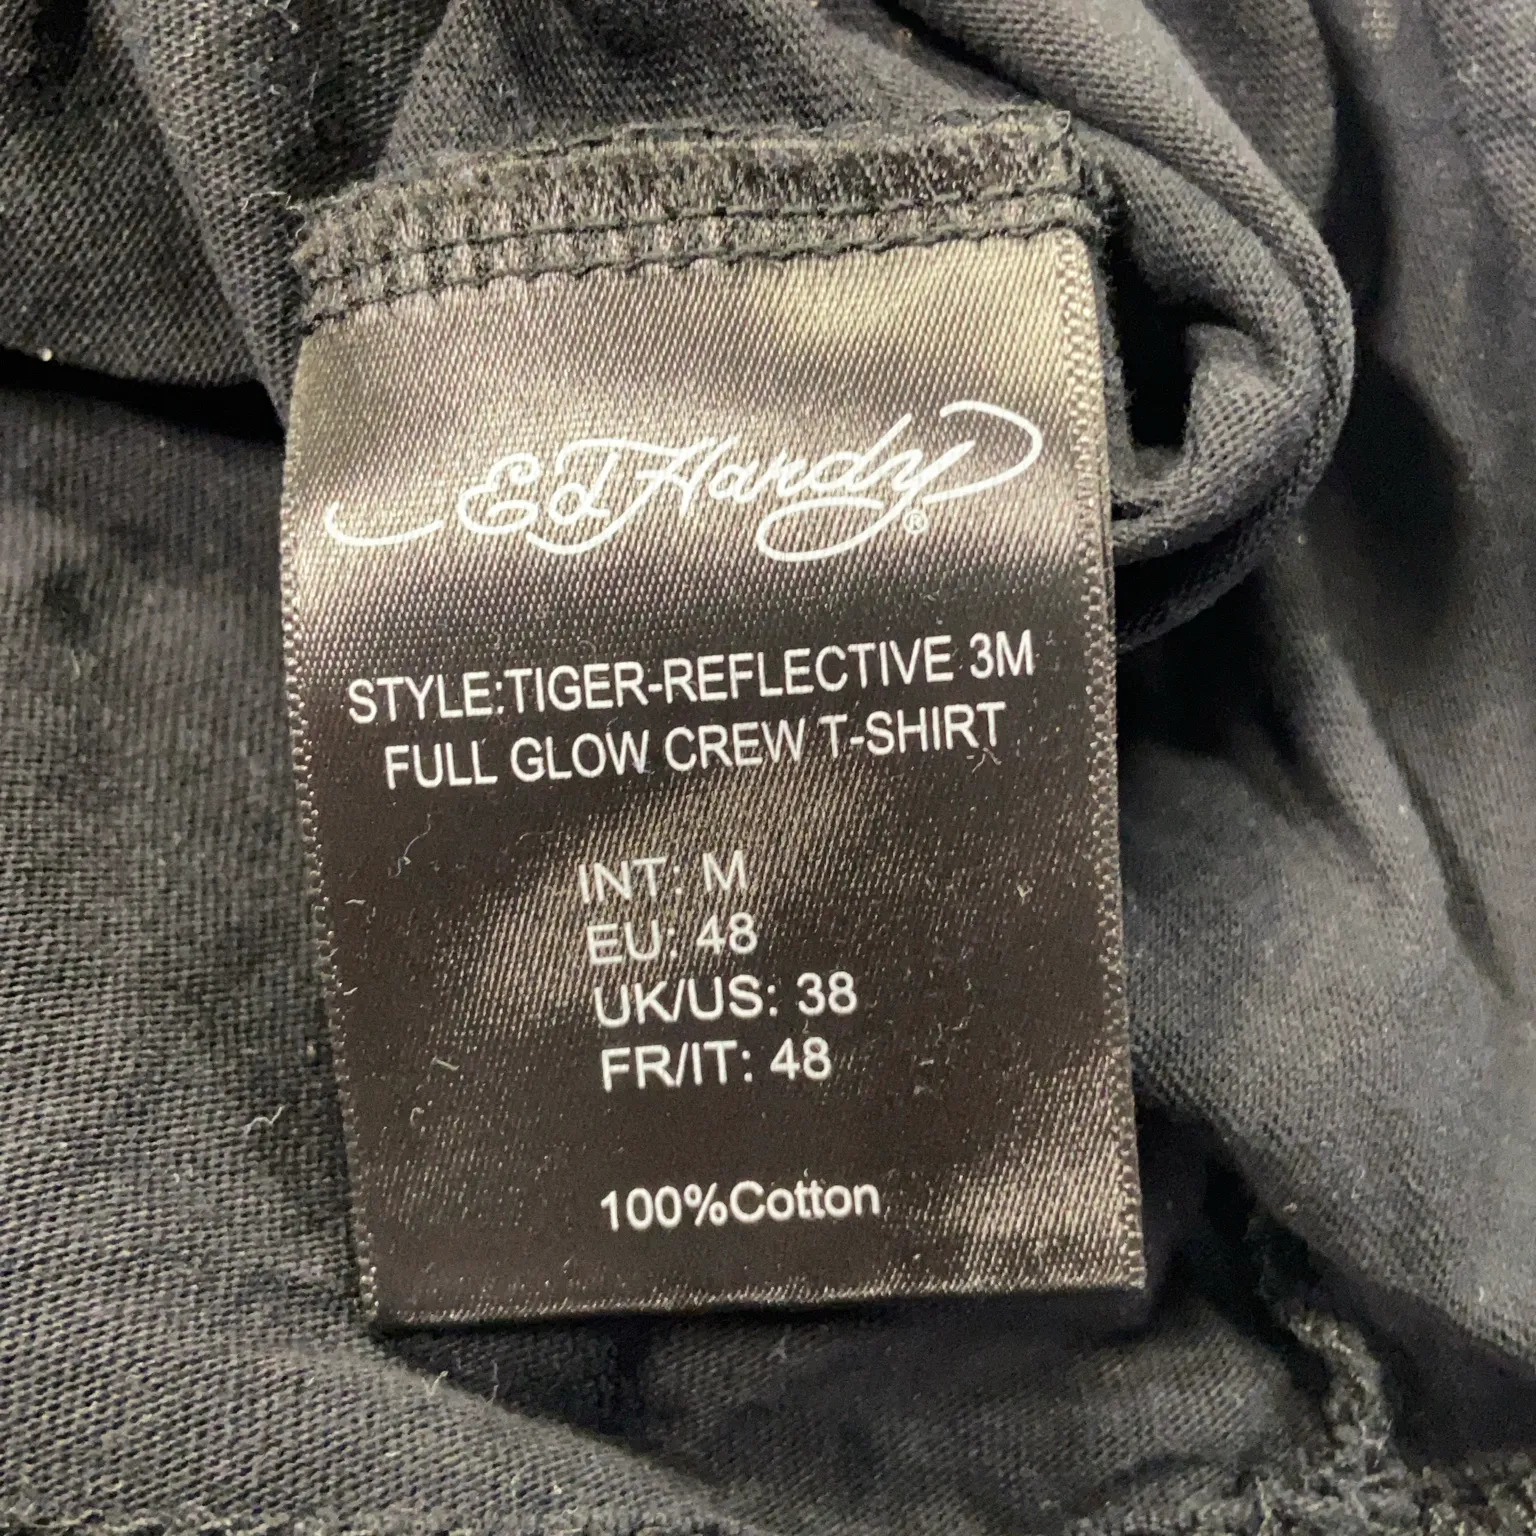 Ed Hardy®
STYLE:TIGER-REFLECTIVE 3M
FULL GLOW CREW T-SHIRT
INT: M
EU: 48
UK/US: 38
FR/IT: 48
100%Cotton